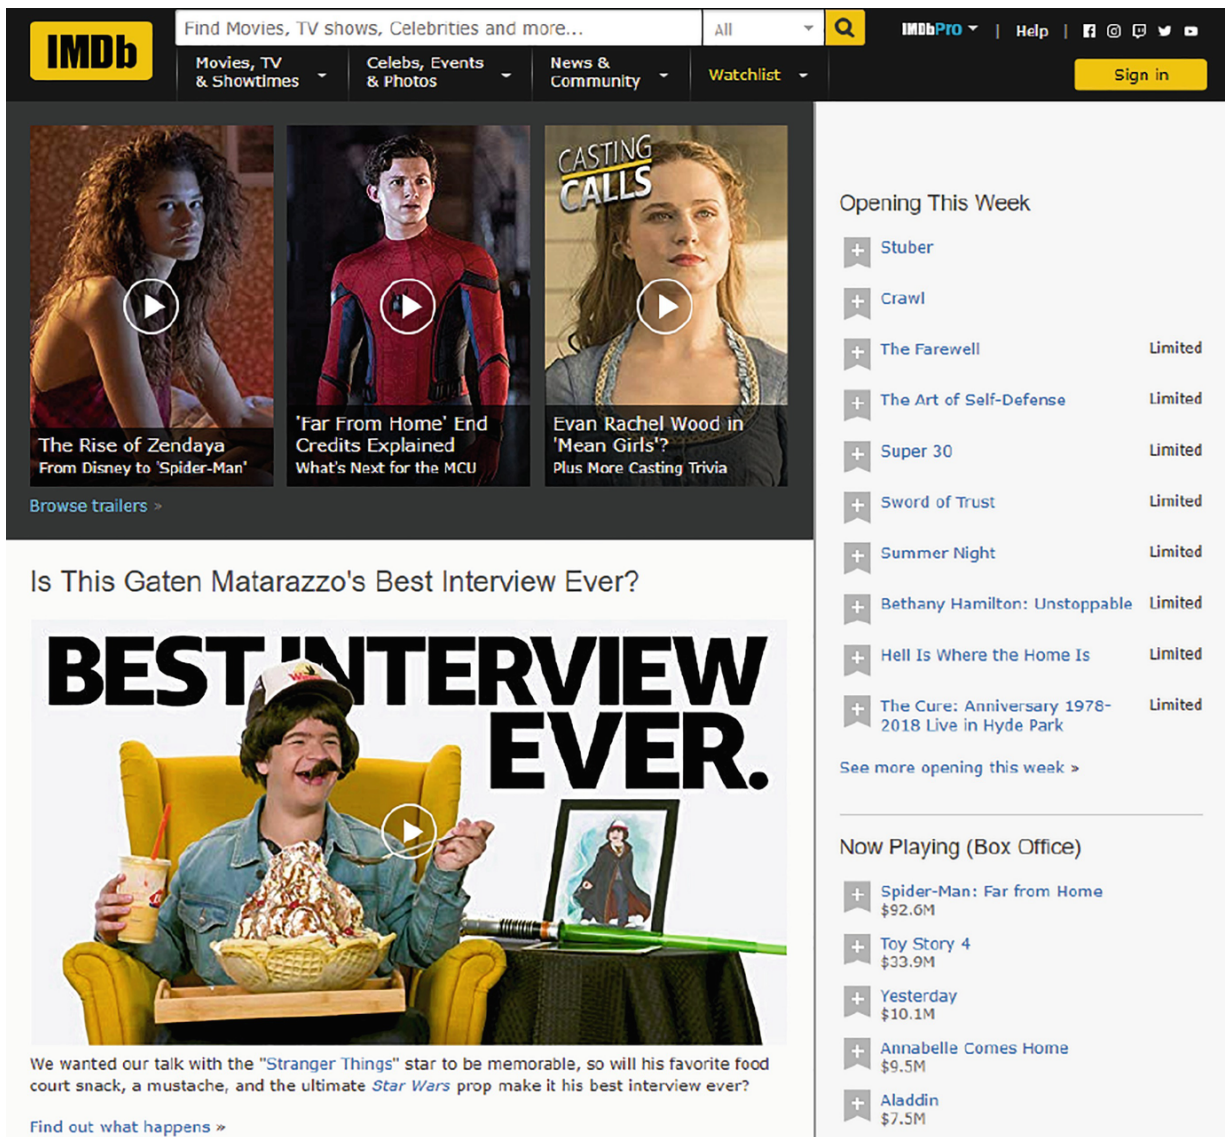 IMDb
Find Movies, TV shows, Celebrities and more...
All
IMDbPro
|
Help
|
Movies, TV
& Showtimes
Celebs, Events
& Photos
News &
Community
Watchlist
Sign in
CASTING
CALLS
The Rise of Zendaya
From Disney to 'Spider-Man'
'Far From Home' End
Credits Explained
What's Next for the MCU
Evan Rachel Wood in
'Mean Girls'?
Plus More Casting Trivia
Browse trailers »
Is This Gaten Matarazzo's Best Interview Ever?
BEST INTERVIEW
EVER.
We wanted our talk with the "Stranger Things" star to be memorable, so will his favorite food
court snack, a mustache, and the ultimate Star Wars prop make it his best interview ever?
Find out what happens »
Opening This Week
Stuber
Crawl
The Farewell Limited
The Art of Self-Defense Limited
Super 30 Limited
Sword of Trust Limited
Summer Night Limited
Bethany Hamilton: Unstoppable Limited
Hell Is Where the Home Is Limited
The Cure: Anniversary 1978- Limited
2018 Live in Hyde Park
See more opening this week »
Now Playing (Box Office)
Spider-Man: Far from Home
$92.6M
Toy Story 4
$33.9M
Yesterday
$10.1M
Annabelle Comes Home
$9.5M
Aladdin
$7.5M